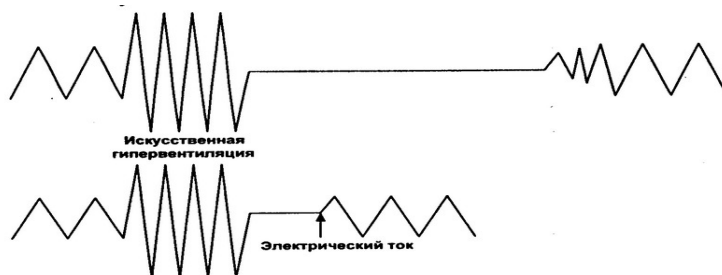 Искусственная
гипервентиляция
Электрический ток